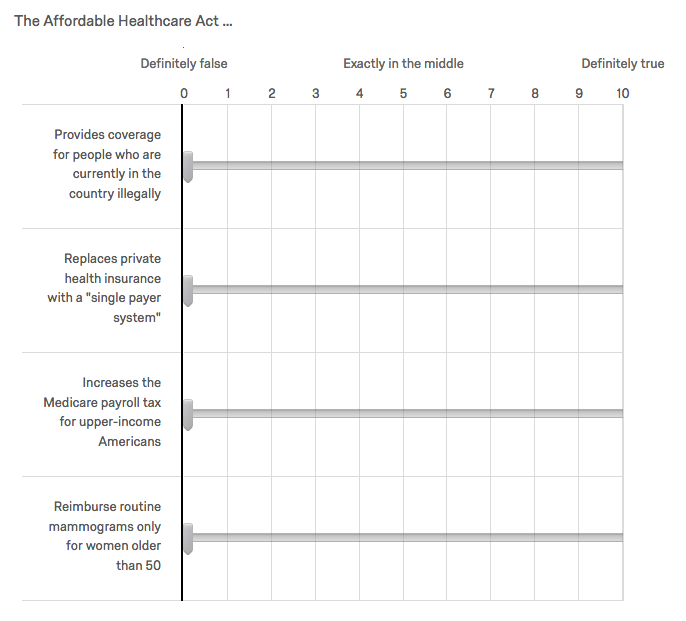 The Affordable Healthcare Act ...
Definitely false Exactly in the middle Definitely true
0 1 2 3 4 5 6 7 8 9 10
Provides coverage
for people who are
currently in the
country illegally
Replaces private
health insurance
with a "single payer
system"
Increases the
Medicare payroll tax
for upper-income
Americans
Reimburse routine
mammograms only
for women older
than 50